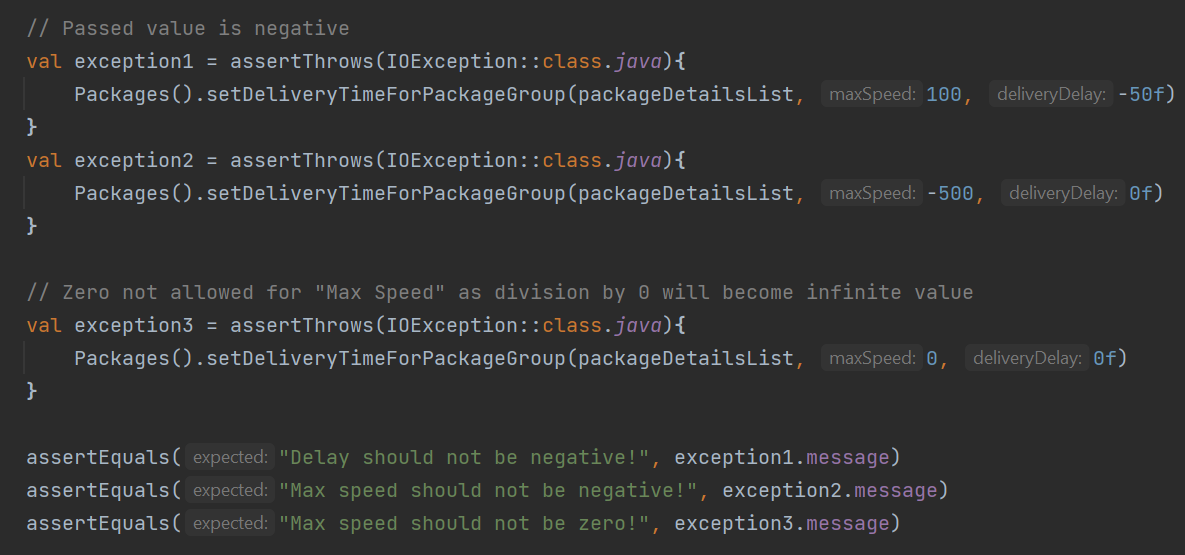 // Passed value is negative
val exception1 = assertThrows(IOException::class.java){
    Packages().setDeliveryTimeForPackageGroup(packageDetailsList, maxSpeed: 100, deliveryDelay: -50f)
}
val exception2 = assertThrows(IOException::class.java){
    Packages().setDeliveryTimeForPackageGroup(packageDetailsList, maxSpeed: -500, deliveryDelay: 0f)
}

// Zero not allowed for "Max Speed" as division by 0 will become infinite value
val exception3 = assertThrows(IOException::class.java){
    Packages().setDeliveryTimeForPackageGroup(packageDetailsList, maxSpeed: 0, deliveryDelay: 0f)
}

assertEquals( expected: "Delay should not be negative!", exception1.message)
assertEquals( expected: "Max speed should not be negative!", exception2.message)
assertEquals( expected: "Max speed should not be zero!", exception3.message)